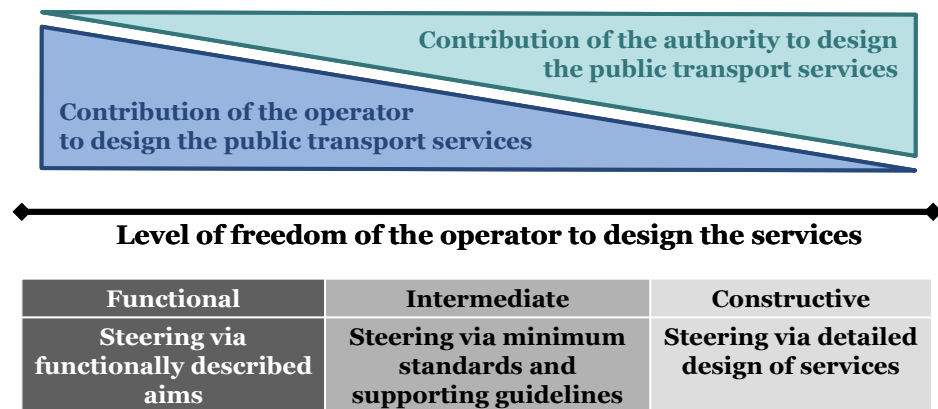 Contribution of the authority to design
the public transport services
Contribution of the operator
to design the public transport services
Level of freedom of the operator to design the services
Functional
Intermediate
Constructive
Steering via
functionally described
aims
Steering via minimum
standards and
supporting guidelines
Steering via detailed
design of services